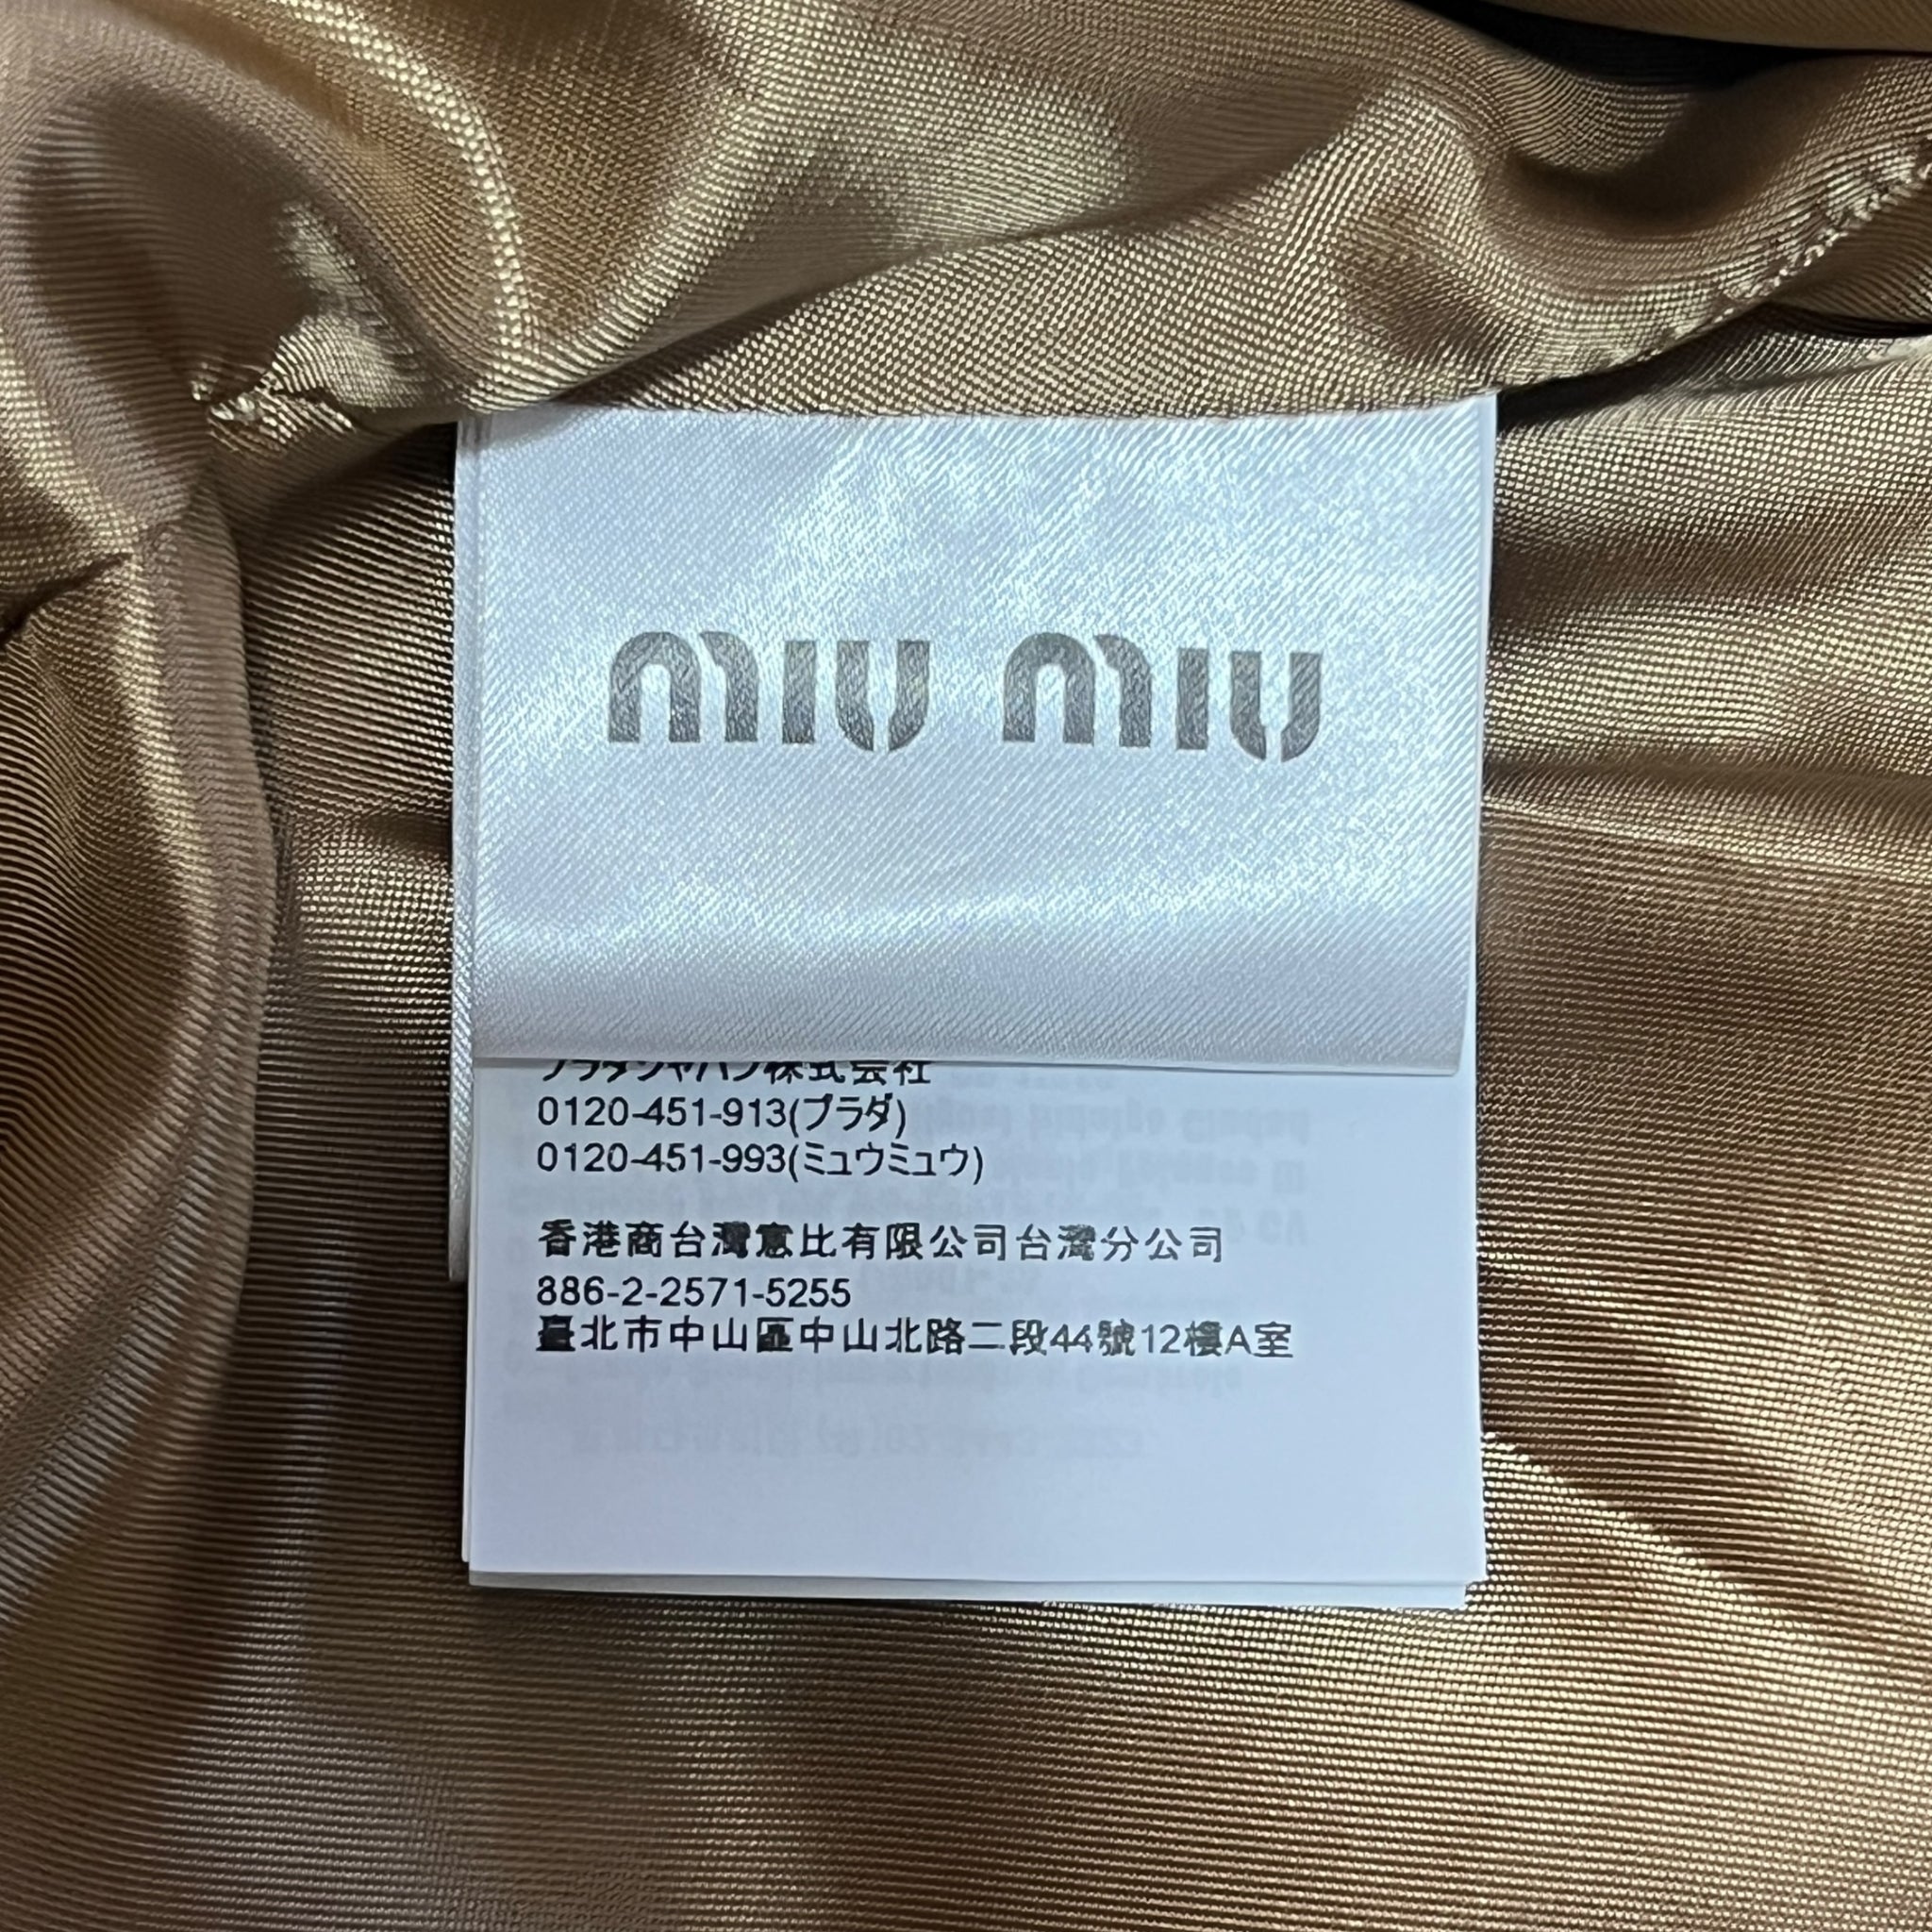 miu miu
プラダジャパン株式会社
0120-451-913(プラダ)
0120-451-993(ミュウミュウ)
香港商台灣意比有限公司台灣分公司
886-2-2571-5255
臺北市中山區中山北路二段44號12樓A室